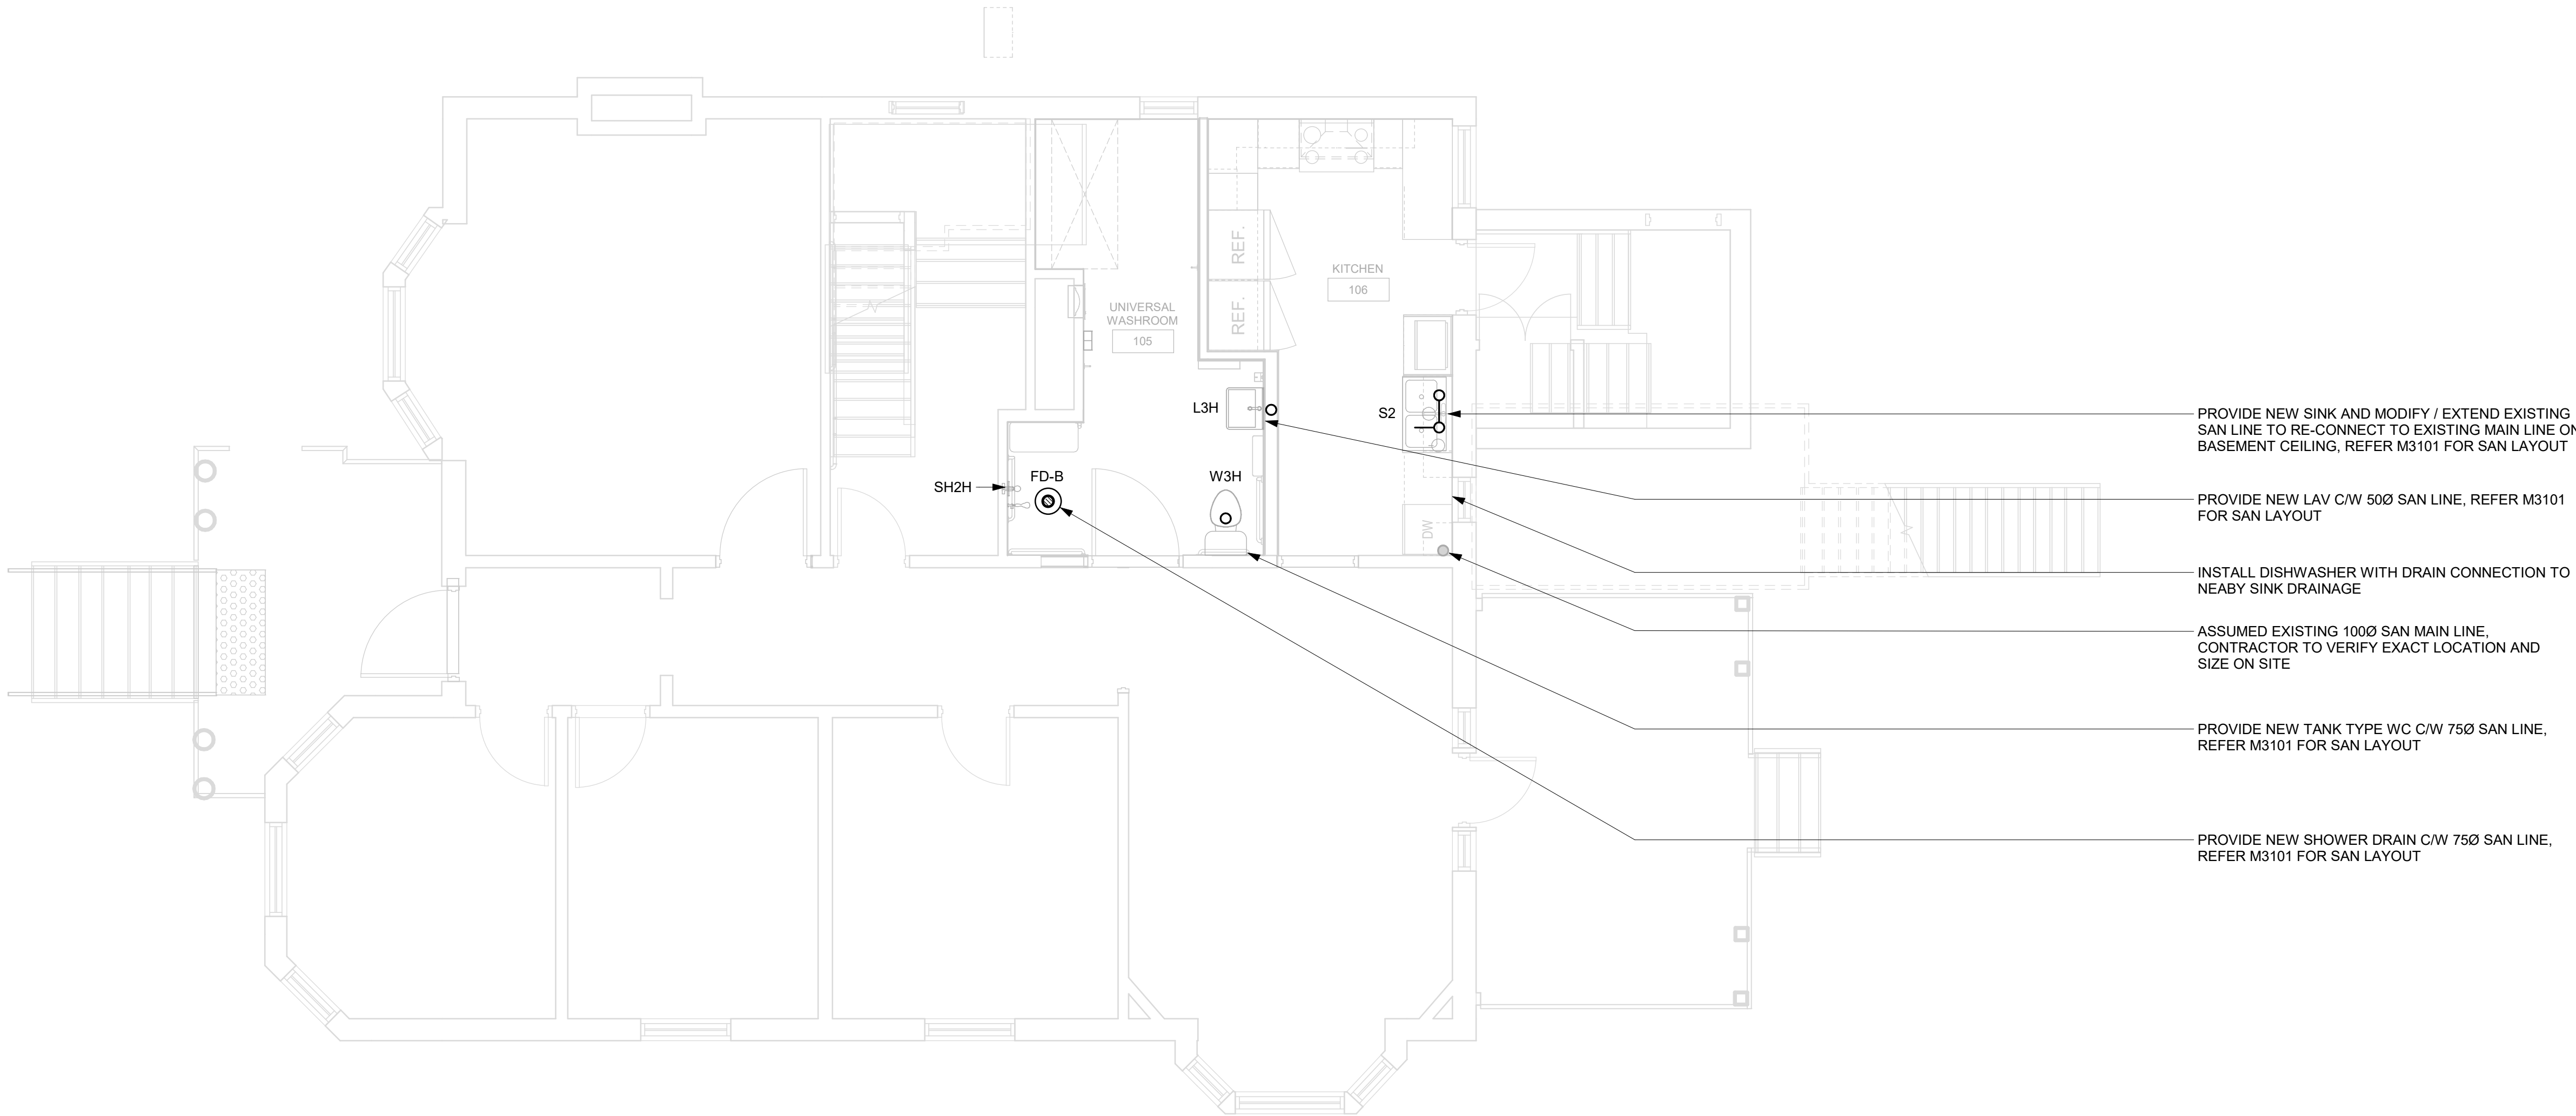 REF.
REF.
KITCHEN
106
UNIVERSAL
WASHROOM
105
L3H
S2
SH2H
FD-B
W3H
DW
PROVIDE NEW SINK AND MODIFY / EXTEND EXISTING
SAN LINE TO RE-CONNECT TO EXISTING MAIN LINE ON
BASEMENT CEILING, REFER M3101 FOR SAN LAYOUT
PROVIDE NEW LAV C/W 50Ø SAN LINE, REFER M3101
FOR SAN LAYOUT
INSTALL DISHWASHER WITH DRAIN CONNECTION TO
NEABY SINK DRAINAGE
ASSUMED EXISTING 100Ø SAN MAIN LINE,
CONTRACTOR TO VERIFY EXACT LOCATION AND
SIZE ON SITE
PROVIDE NEW TANK TYPE WC C/W 75Ø SAN LINE,
REFER M3101 FOR SAN LAYOUT
PROVIDE NEW SHOWER DRAIN C/W 75Ø SAN LINE,
REFER M3101 FOR SAN LAYOUT